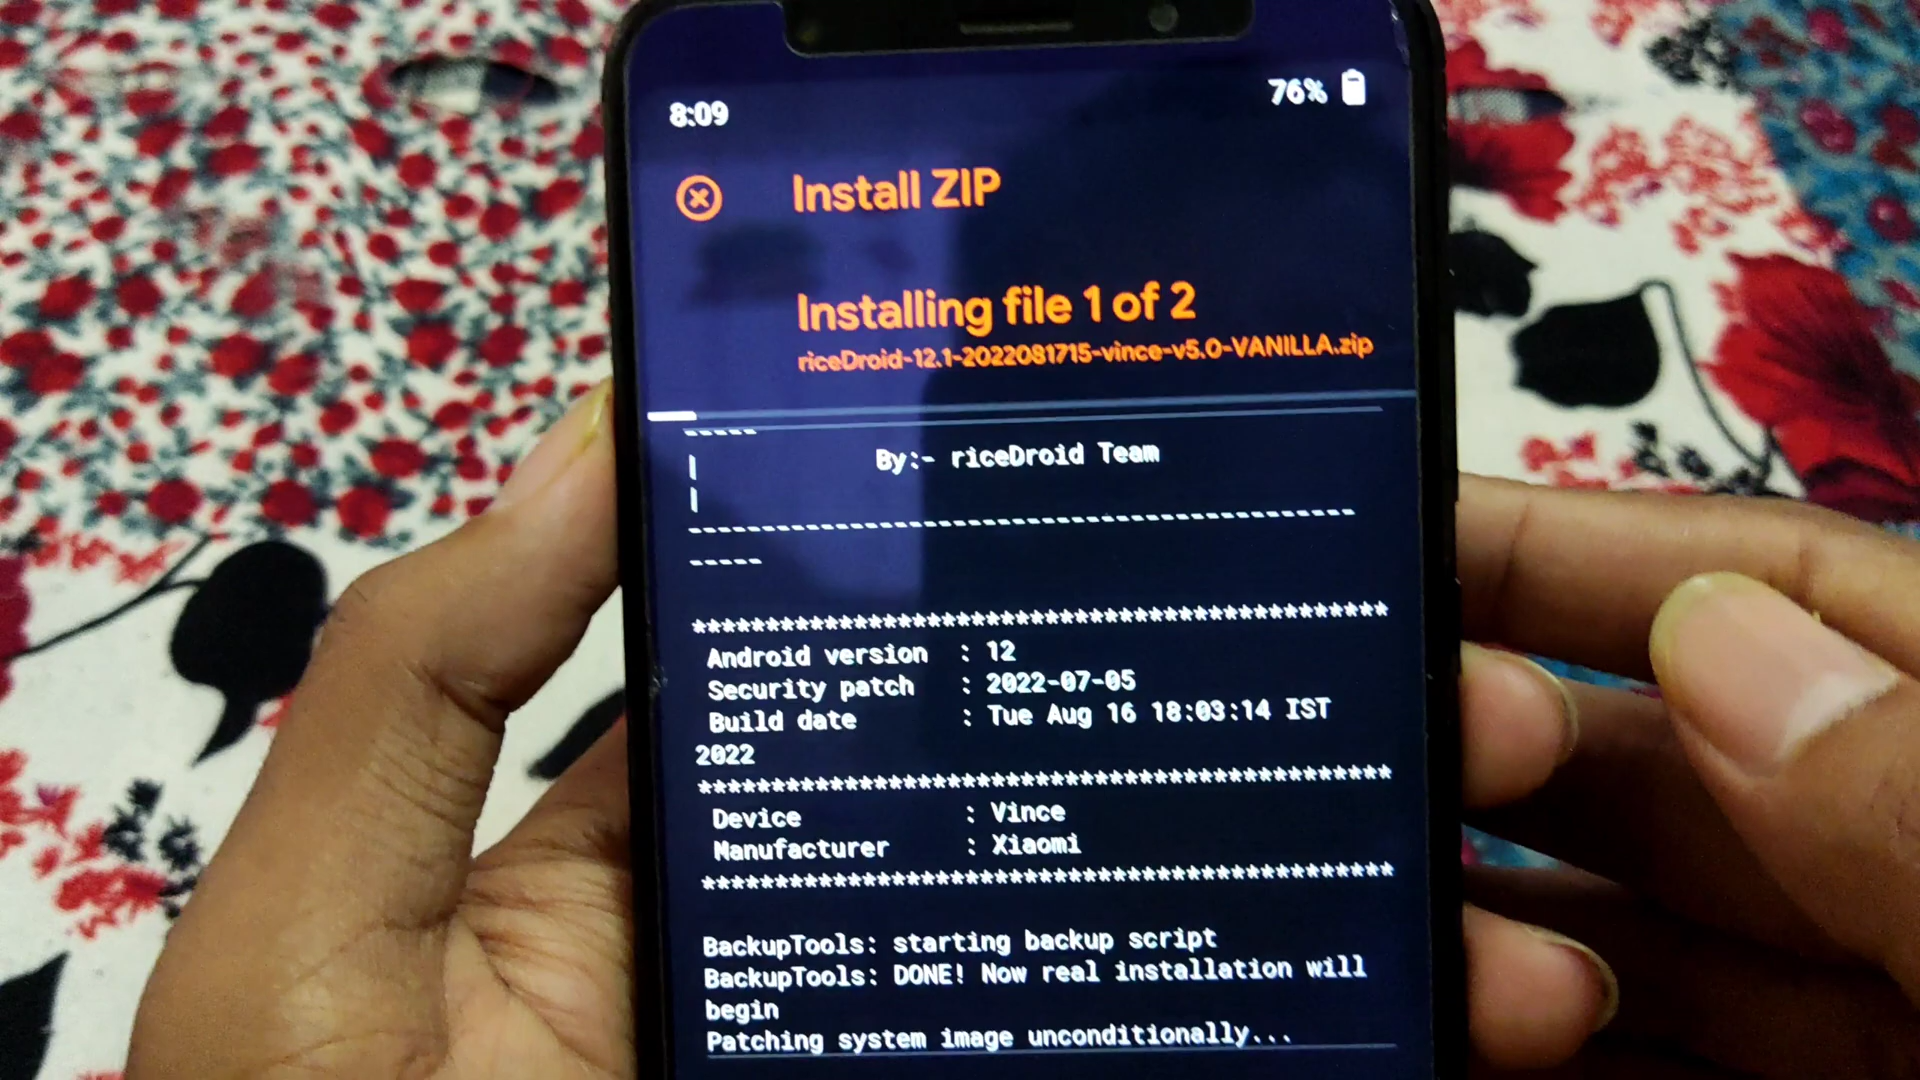 8:09
76%
Install ZIP
Installing file 1 of 2
riceDroid-12.1-2022081715-vince-v5.0-VANILLA.zip
-----
| By:- riceDroid Team
|
---------------------------------------------
-----
***********************************************
Android version : 12
Security patch : 2022-07-05
Build date : Tue Aug 16 18:03:14 IST
2022
***********************************************
Device : Vince
Manufacturer : Xiaomi
***********************************************
BackupTools: starting backup script
BackupTools: DONE! Now real installation will
begin
Patching system image unconditionally...